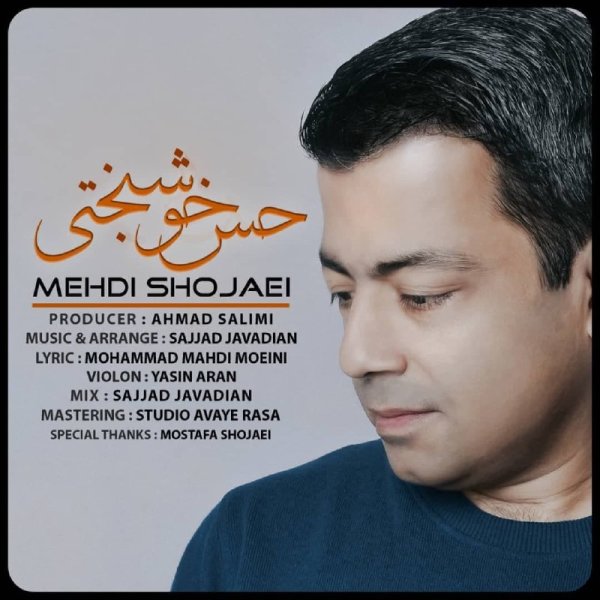 حس خوشبختی
MEHDI SHOJAEI
PRODUCER : AHMAD SALIMI
MUSIC & ARRANGE : SAJJAD JAVADIAN
LYRIC : MOHAMMAD MAHDI MOEINI
VIOLON : YASIN ARAN
MIX : SAJJAD JAVADIAN
MASTERING : STUDIO AVAYE RASA
SPECIAL THANKS : MOSTAFA SHOJAEI